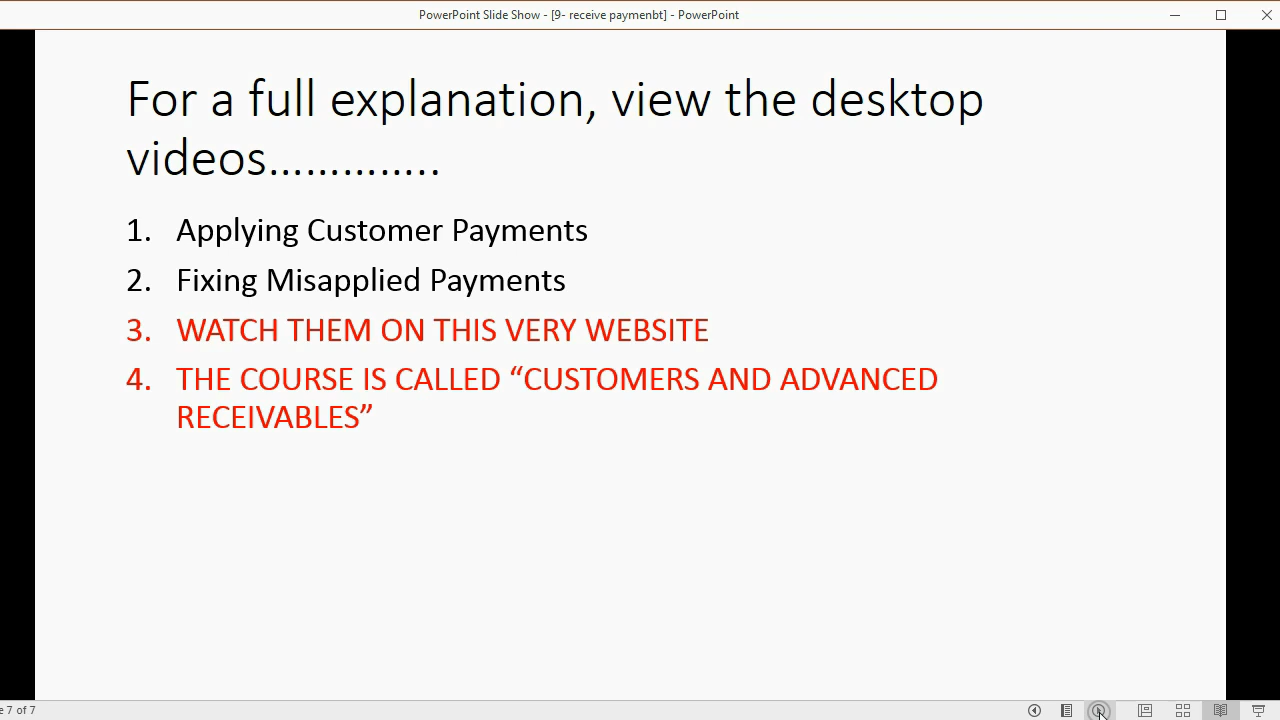 PowerPoint Slide Show - [9- receive paymenbt] - PowerPoint
For a full explanation, view the desktop
videos…………..
1. Applying Customer Payments
2. Fixing Misapplied Payments
3. WATCH THEM ON THIS VERY WEBSITE
4. THE COURSE IS CALLED “CUSTOMERS AND ADVANCED
RECEIVABLES”
e 7 of 7